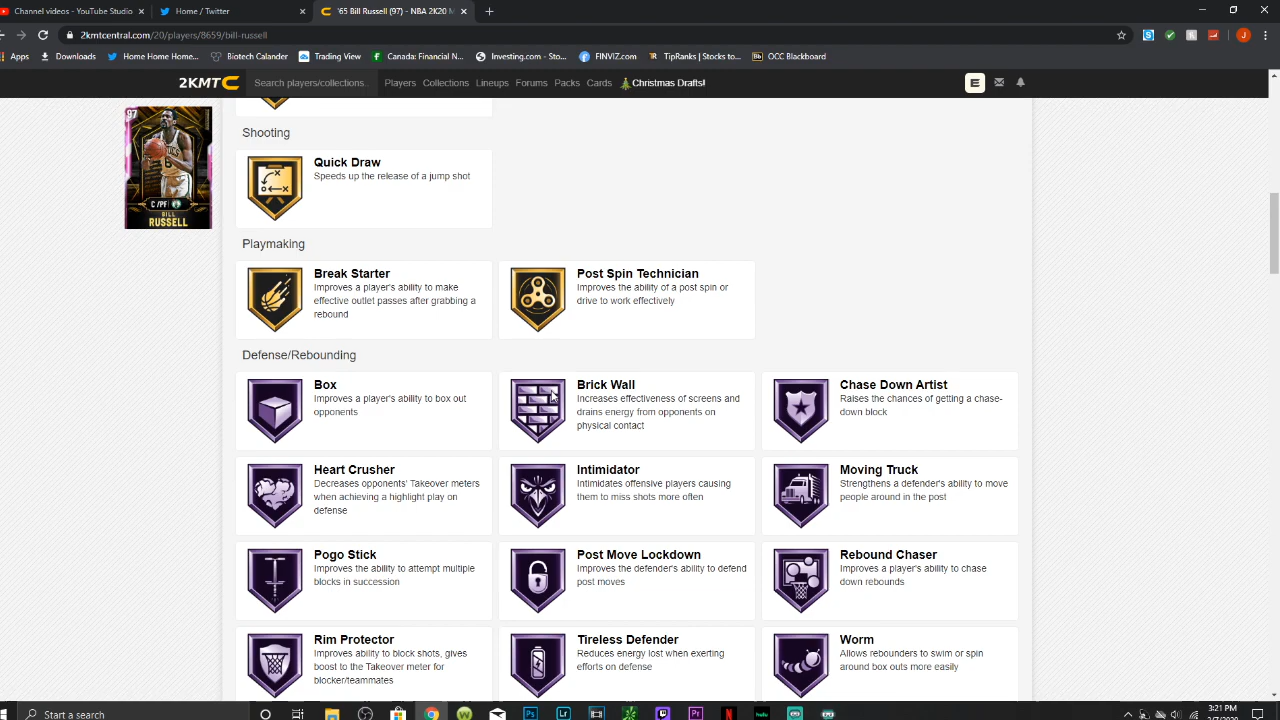 Channel videos - YouTube Studio
Home / Twitter
'65 Bill Russell (97) - NBA 2K20 M
2kmtcentral.com/20/players/8659/bill-russell
Apps
Downloads
Home Home Home...
Biotech Calander
Trading View
Canada: Financial N...
Investing.com - Sto...
FINVIZ.com
TipRanks | Stocks to...
OCC Blackboard
2KMTC
Search players/collections..
Players
Collections
Lineups
Forums
Packs
Cards
Christmas Drafts!
97
C /PF
BILL
RUSSELL
Shooting
Quick Draw
Speeds up the release of a jump shot
Playmaking
Break Starter
Improves a player's ability to make
effective outlet passes after grabbing a
rebound
Post Spin Technician
Improves the ability of a post spin or
drive to work effectively
Defense/Rebounding
Box
Improves a player's ability to box out
opponents
Brick Wall
Increases effectiveness of screens and
drains energy from opponents on
physical contact
Chase Down Artist
Raises the chances of getting a chase-
down block
Heart Crusher
Decreases opponents' Takeover meters
when achieving a highlight play on
defense
Intimidator
Intimidates offensive players causing
them to miss shots more often
Moving Truck
Strengthens a defender's ability to move
people around in the post
Pogo Stick
Improves the ability to attempt multiple
blocks in succession
Post Move Lockdown
Improves the defender's ability to defend
post moves
Rebound Chaser
Improves a player's ability to chase
down rebounds
Rim Protector
Improves ability to block shots, gives
boost to the Takeover meter for
blocker/teammates
Tireless Defender
Reduces energy lost when exerting
efforts on defense
Worm
Allows rebounders to swim or spin
around box outs more easily
Start a search
3:21 PM